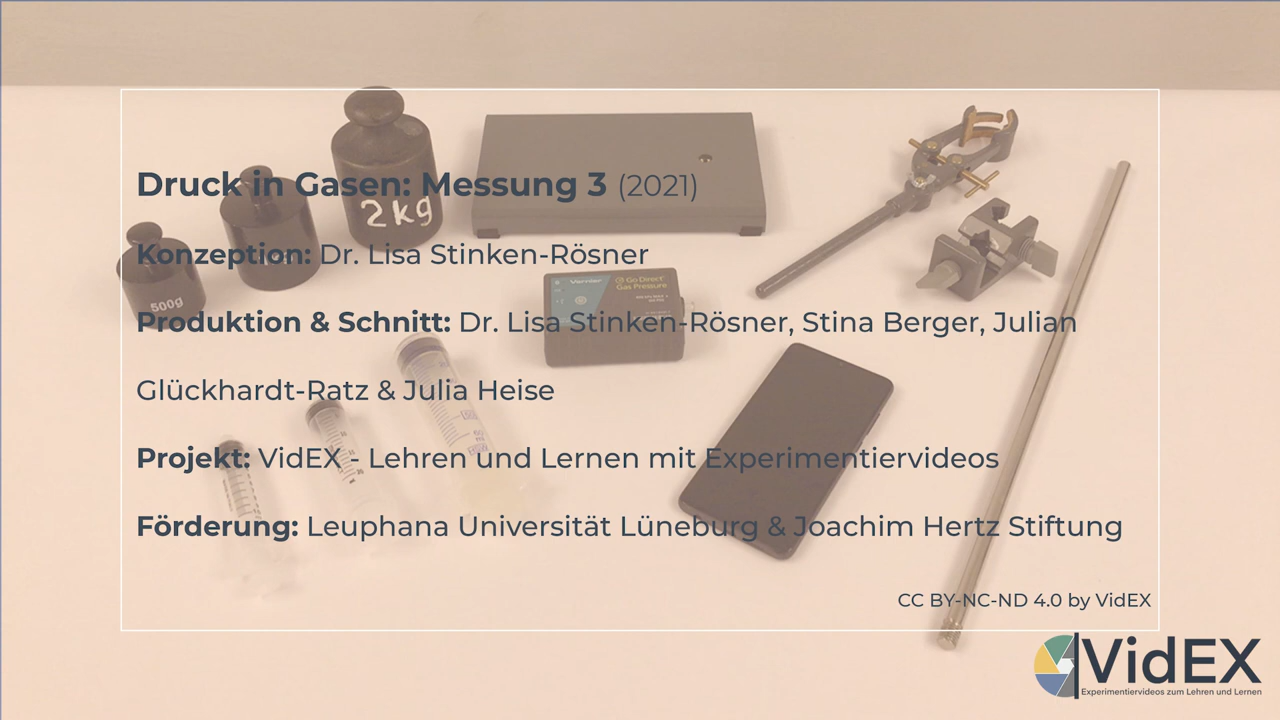 Druck in Gasen: Messung 3 (2021)
2kg
Konzeption: Dr. Lisa Stinken-Rösner
500g
Vernier
Go Direct
Gas Pressure
Produktion & Schnitt: Dr. Lisa Stinken-Rösner, Stina Berger, Julian
Glückhardt-Ratz & Julia Heise
Projekt: VidEX - Lehren und Lernen mit Experimentiervideos
Förderung: Leuphana Universität Lüneburg & Joachim Hertz Stiftung
CC BY-NC-ND 4.0 by VidEX
VidEX
Experimentiervideos zum Lehren und Lernen